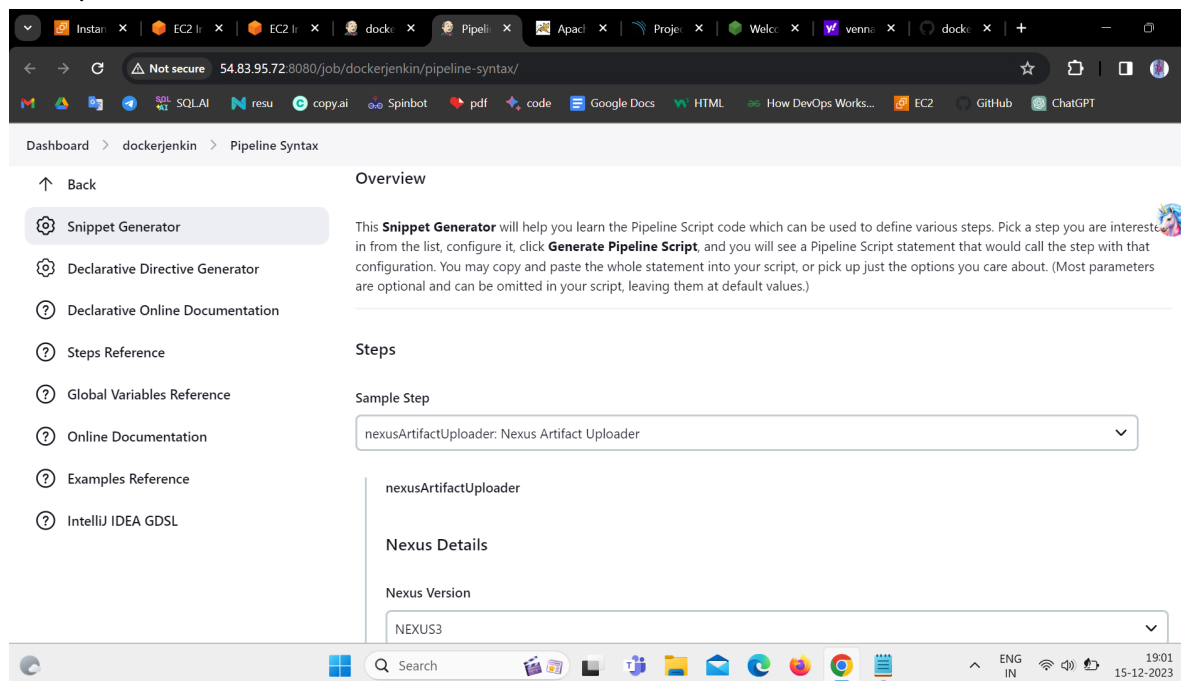 Instan
EC2 In
EC2 In
docke
Pipeli
Apach
Projec
Welco
venna
docke
Not secure 54.83.95.72:8080/job/dockerjenkin/pipeline-syntax/
SQL.AI
resu
copy.ai
Spinbot
pdf
code
Google Docs
HTML
How DevOps Works...
EC2
GitHub
ChatGPT
Dashboard > dockerjenkin > Pipeline Syntax
Back
Snippet Generator
Declarative Directive Generator
Declarative Online Documentation
Steps Reference
Global Variables Reference
Online Documentation
Examples Reference
IntelliJ IDEA GDSL
Overview
This Snippet Generator will help you learn the Pipeline Script code which can be used to define various steps. Pick a step you are intereste
in from the list, configure it, click Generate Pipeline Script, and you will see a Pipeline Script statement that would call the step with that
configuration. You may copy and paste the whole statement into your script, or pick up just the options you care about. (Most parameters
are optional and can be omitted in your script, leaving them at default values.)
Steps
Sample Step
nexusArtifactUploader: Nexus Artifact Uploader
nexusArtifactUploader
Nexus Details
Nexus Version
NEXUS3
Search
ENG
IN
19:01
15-12-2023